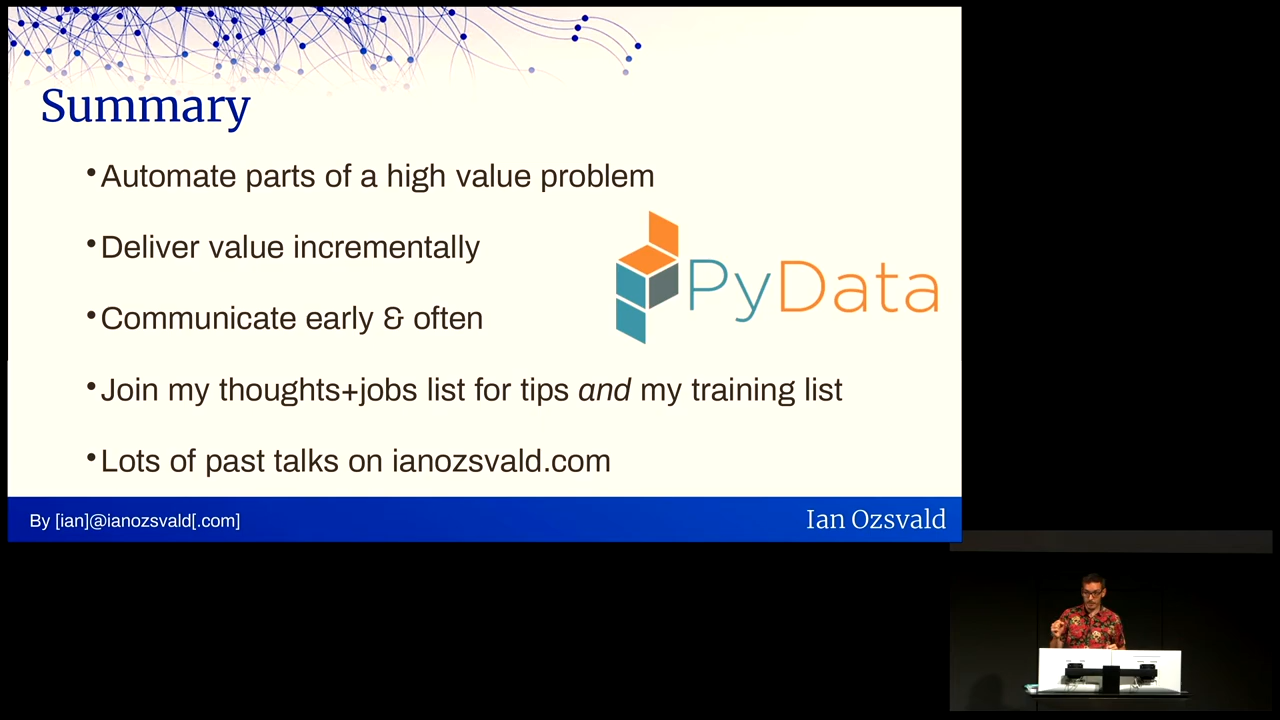 Summary
•Automate parts of a high value problem
•Deliver value incrementally
PyData
•Communicate early & often
•Join my thoughts+jobs list for tips and my training list
•Lots of past talks on ianozsvald.com
By [ian]@ianozsvald[.com]
Ian Ozsvald